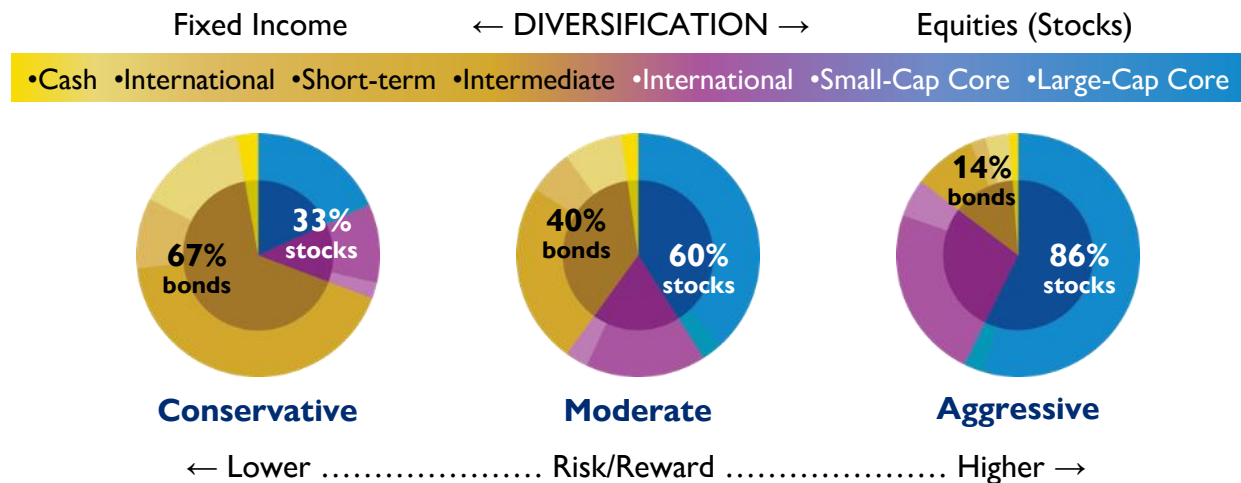 Fixed Income ← DIVERSIFICATION → Equities (Stocks)
•Cash •International •Short-term •Intermediate •International •Small-Cap Core •Large-Cap Core
33%
stocks
67%
bonds
40%
bonds
60%
stocks
14%
bonds
86%
stocks
Conservative Moderate Aggressive
← Lower ………………… Risk/Reward ………………… Higher →